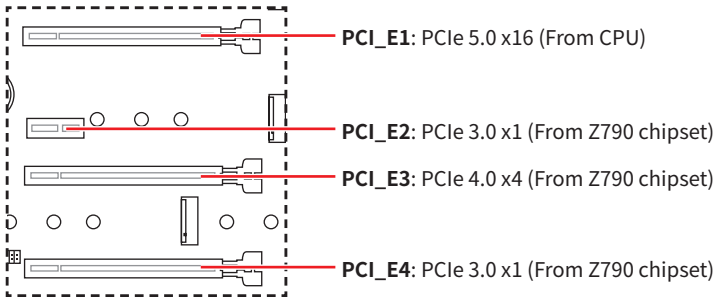 PCI_E1: PCIe 5.0 x16 (From CPU)
PCI_E2: PCIe 3.0 x1 (From Z790 chipset)
PCI_E3: PCIe 4.0 x4 (From Z790 chipset)
PCI_E4: PCIe 3.0 x1 (From Z790 chipset)